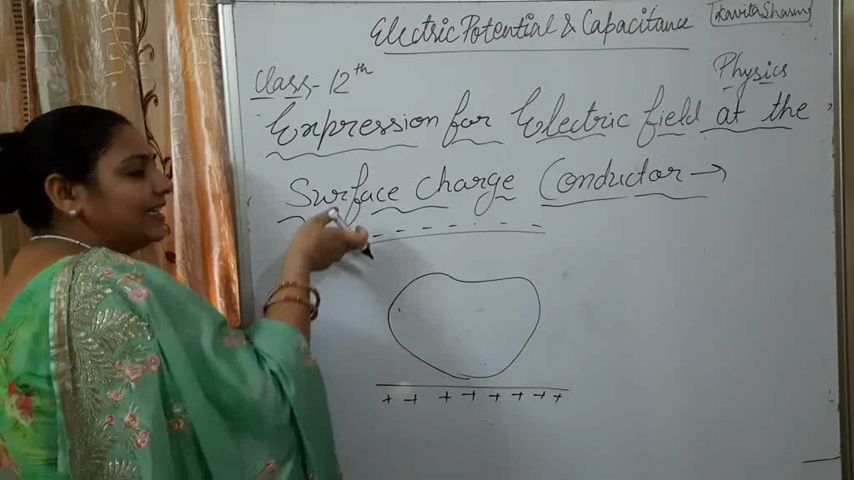 Electric Potential & Capacitance
Kavita Sharma
Class-12th
Physics
Expression for Electric field at the
Surface Charge Conductor →
- - - - - -
+ + + + + + + +